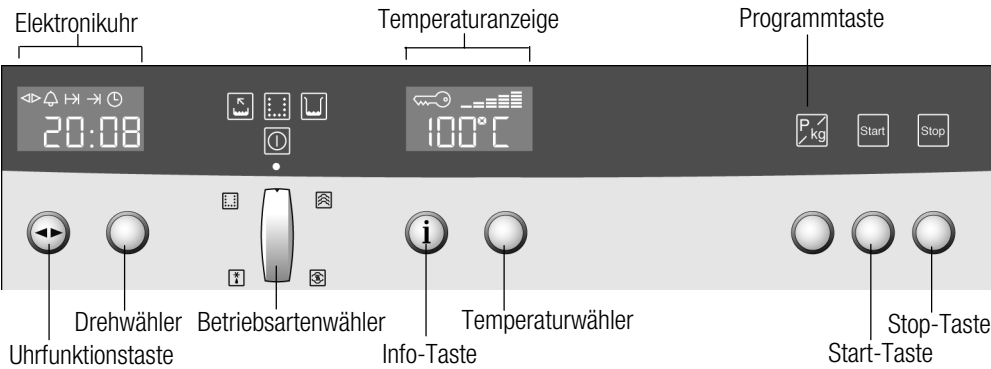 Elektronikuhr
Temperaturanzeige
Programmtaste
20:08
100°C
P/kg
Start
Stop
i
Drehwähler
Betriebsartenwähler
Temperaturwähler
Stop-Taste
Uhrfunktionstaste
Info-Taste
Start-Taste